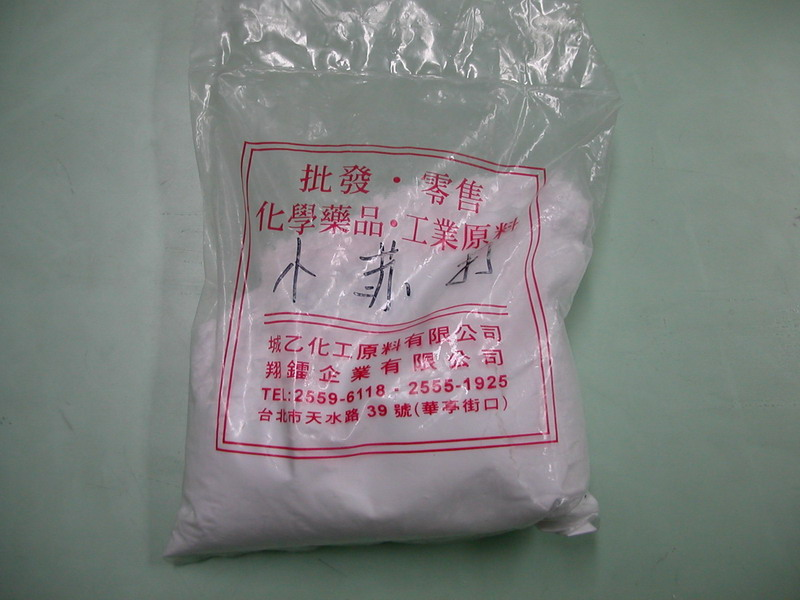 批發・零售
化學藥品・工業原料
小苏打
城乙化工原料有限公司
翔鐳企業有限公司
TEL:2559-6118・2555-1925
台北市天水路39號(華亭街口)